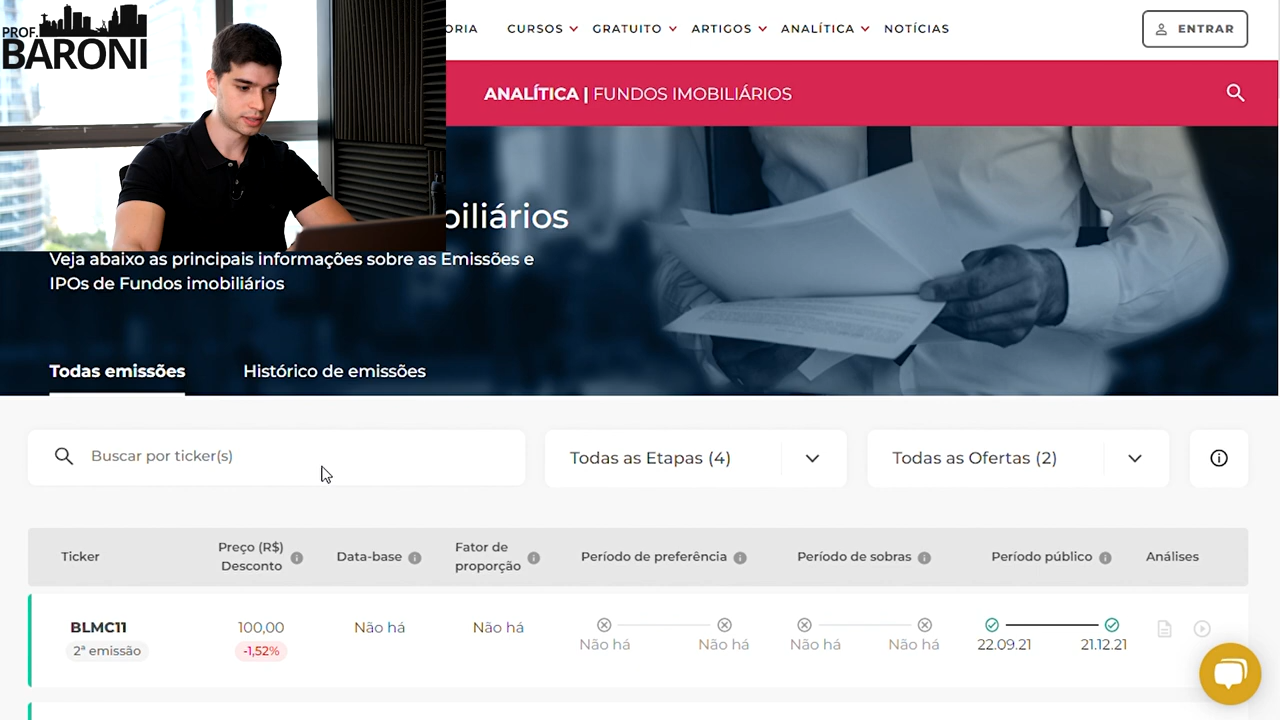 PROF.
BARONI
ORIA
CURSOS
GRATUITO
ARTIGOS
ANALÍTICA
NOTÍCIAS
ENTRAR
ANALÍTICA | FUNDOS IMOBILIÁRIOS
biliários
Veja abaixo as principais informações sobre as Emissões e
IPOs de Fundos imobiliários
Todas emissões
Histórico de emissões
Buscar por ticker(s)
Todas as Etapas (4)
Todas as Ofertas (2)
Ticker
Preço (R$)
Desconto
Data-base
Fator de
proporção
Período de preferência
Período de sobras
Período público
Análises
BLMC11
2ª emissão
100,00
-1,52%
Não há
Não há
Não há
Não há
Não há
Não há
22.09.21
21.12.21